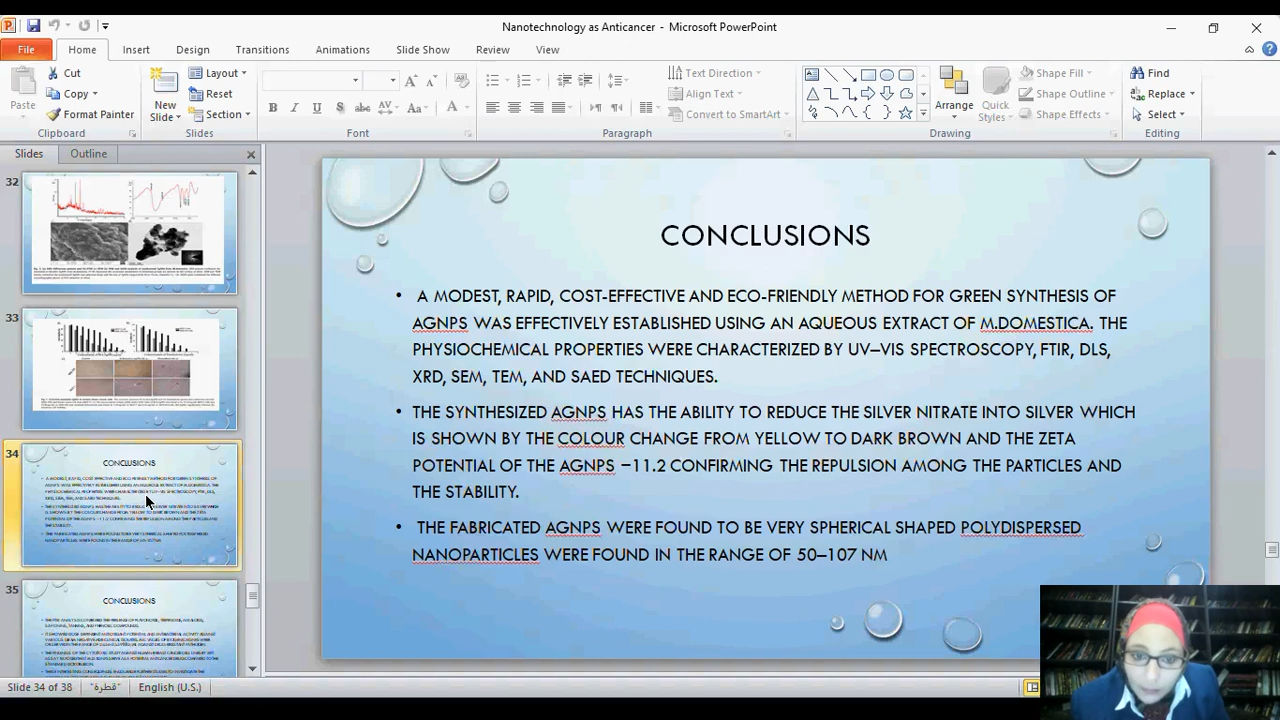 Nanotechnology as Anticancer - Microsoft PowerPoint
File Home Insert Design Transitions Animations Slide Show Review View
Cut
Copy
Format Painter
Paste
Clipboard
New
Slide
Layout
Reset
Section
Slides
Font
Text Direction
Align Text
Convert to SmartArt
Paragraph
Arrange
Quick
Styles
Shape Fill
Shape Outline
Shape Effects
Drawing
Find
Replace
Select
Editing
Slides Outline
32
33
34
CONCLUSIONS
35
CONCLUSIONS
CONCLUSIONS
• A MODEST, RAPID, COST-EFFECTIVE AND ECO-FRIENDLY METHOD FOR GREEN SYNTHESIS OF
AGNPS WAS EFFECTIVELY ESTABLISHED USING AN AQUEOUS EXTRACT OF M.DOMESTICA. THE
PHYSIOCHEMICAL PROPERTIES WERE CHARACTERIZED BY UV–VIS SPECTROSCOPY, FTIR, DLS,
XRD, SEM, TEM, AND SAED TECHNIQUES.
• THE SYNTHESIZED AGNPS HAS THE ABILITY TO REDUCE THE SILVER NITRATE INTO SILVER WHICH
IS SHOWN BY THE COLOUR CHANGE FROM YELLOW TO DARK BROWN AND THE ZETA
POTENTIAL OF THE AGNPS −11.2 CONFIRMING THE REPULSION AMONG THE PARTICLES AND
THE STABILITY.
• THE FABRICATED AGNPS WERE FOUND TO BE VERY SPHERICAL SHAPED POLYDISPERSED
NANOPARTICLES WERE FOUND IN THE RANGE OF 50–107 NM
Slide 34 of 38 "قطرة" English (U.S.)